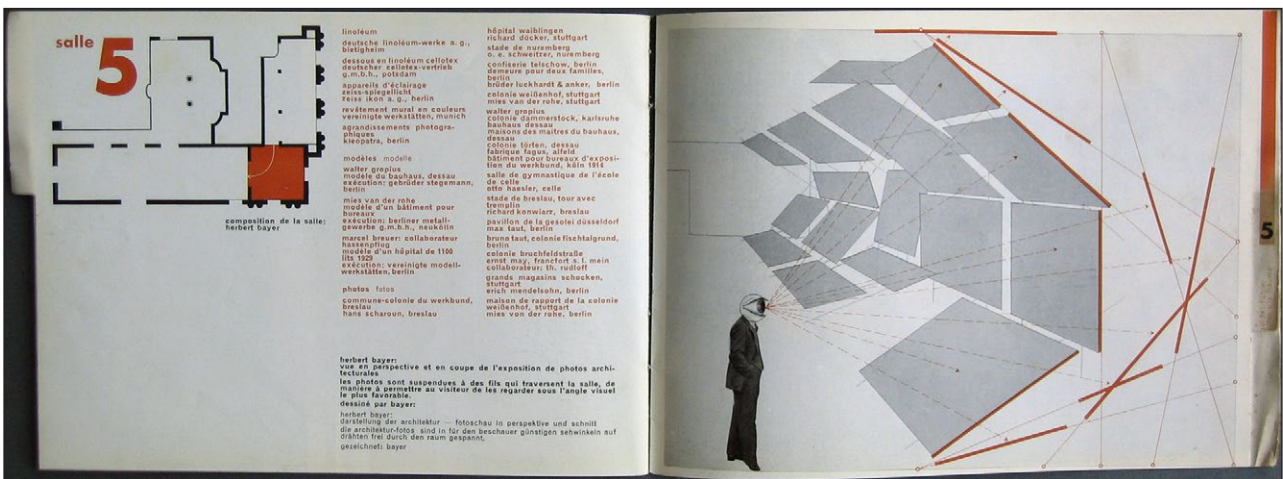 salle
5
composition de la salle:
herbert bayer
linoléum
deutsche linoléum-werke a. g.,
bietigheim
dessous en linoléum cellotex
deutscher cellotex-vertrieb
g.m.b.h., potsdam
appareils d'éclairage
zeiss-spiegellicht
feiss ikon a. g., berlin
revêtement mural en couleurs
vereinigte werkstätten, munich
agrandissements photogra-
phiques
kleopatra, berlin
modèles modelle
walter gropius
modèle du bauhaus, dessau
exécution: gebrüder stegemann,
berlin
mies van der rohe
modèle d'un bâtiment pour
bureaux
exécution: berliner metall-
gewerbe g.m.b.h., neukölln
marcel breuer: collaborateur
hassenpflug
modèle d'un hôpital de 1100
lits 1929
exécution: vereinigte modell-
werkstätten, berlin
photos fotos
commune-colonie du werkbund,
breslau
hans scharoun, breslau
hôpital waiblingen
richard döcker, stuttgart
stade de nuremberg
o. e. schweitzer, nuremberg
confiserie telschow, berlin
demeure pour deux familles,
berlin
brüder luckhardt & anker, berlin
colonie weißenhof, stuttgart
mies van der rohe, stuttgart
walter gropius
colonie dammerstock, karlsruhe
bauhaus dessau
maisons des maîtres du bauhaus,
dessau
colonie törten, dessau
fabrique fagus, alfeld
bâtiment pour bureaux d'exposi-
tion du werkbund, köln 1914
salle de gymnastique de l'école
de celle
otto haesler, celle
stade de breslau, tour avec
tremplin
richard konwiarz, breslau
pavillon de la gesolei düsseldorf
max taut, berlin
bruno taut, colonie fischtalgrund,
berlin
colonie bruchfeldstraße
ernst may, francfort s. l. mein
collaborateur: th. rudloff
grands magasins schocken,
stuttgart
erich mendelsohn, berlin
maison de rapport de la colonie
weißenhof, stuttgart
mies von der rohe, berlin
herbert bayer:
vue en perspective et en coupe de l'exposition de photos archi-
tecturales
les photos sont suspendues à des fils qui traversent la salle, de
manière à permettre au visiteur de les regarder sous l'angle visuel
le plus favorable.
dessiné par bayer:
herbert bayer:
darstellung der architektur — fotoschau in perspektive und schnitt
die architektur-fotos sind in für den beschauer günstigen sehwinkeln auf
drähten frei durch den raum gespannt.
gezeichnet: bayer
5